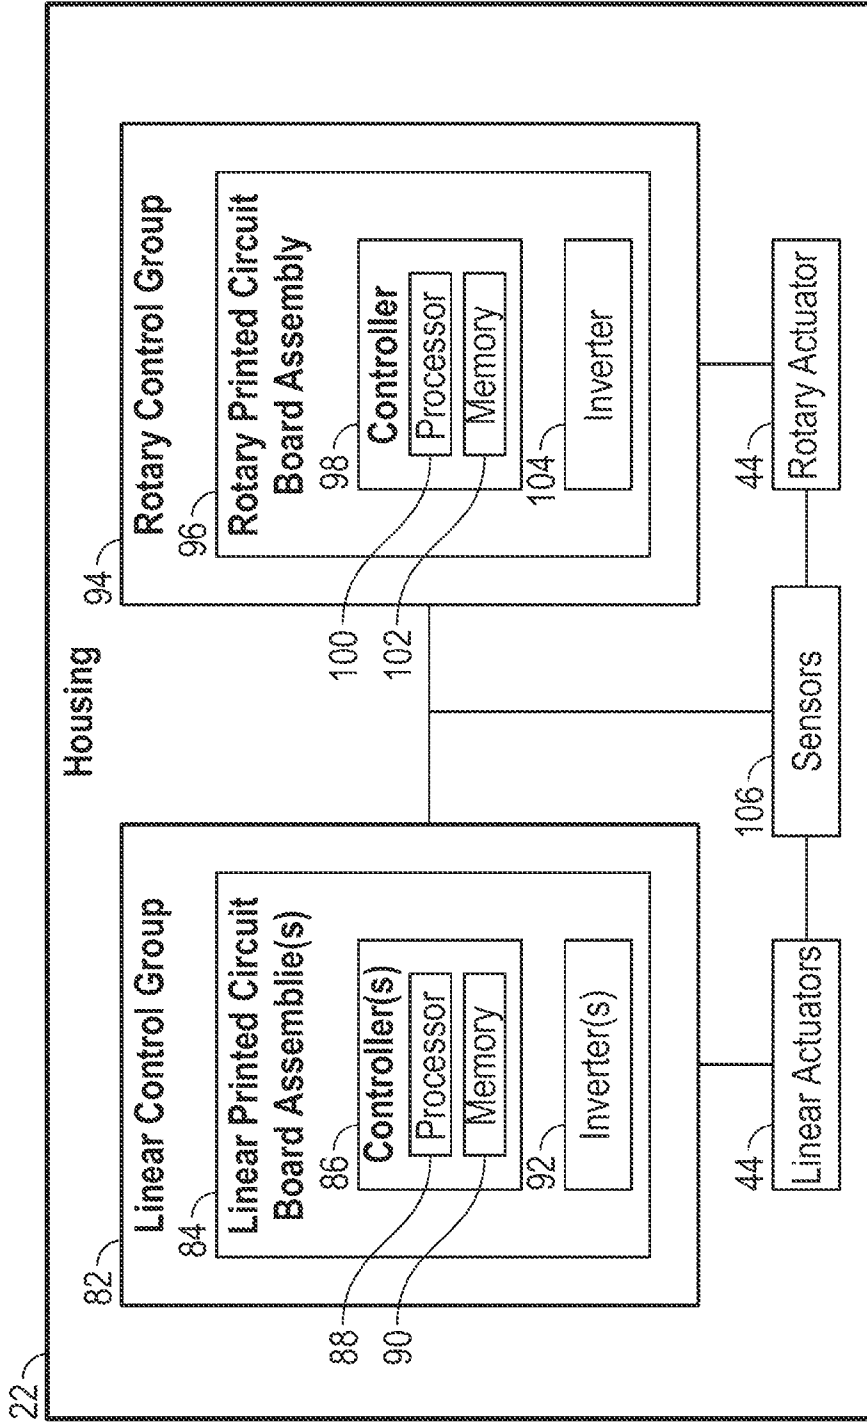 22
Housing
82
Linear Control Group
84
Linear Printed Circuit
Board Assemblie(s)
86
Controller(s)
88
Processor
90
Memory
92
Inverter(s)
44
Linear Actuators
94
Rotary Control Group
96
Rotary Printed Circuit
Board Assembly
98
Controller
100
Processor
102
Memory
104
Inverter
44
Rotary Actuator
106
Sensors